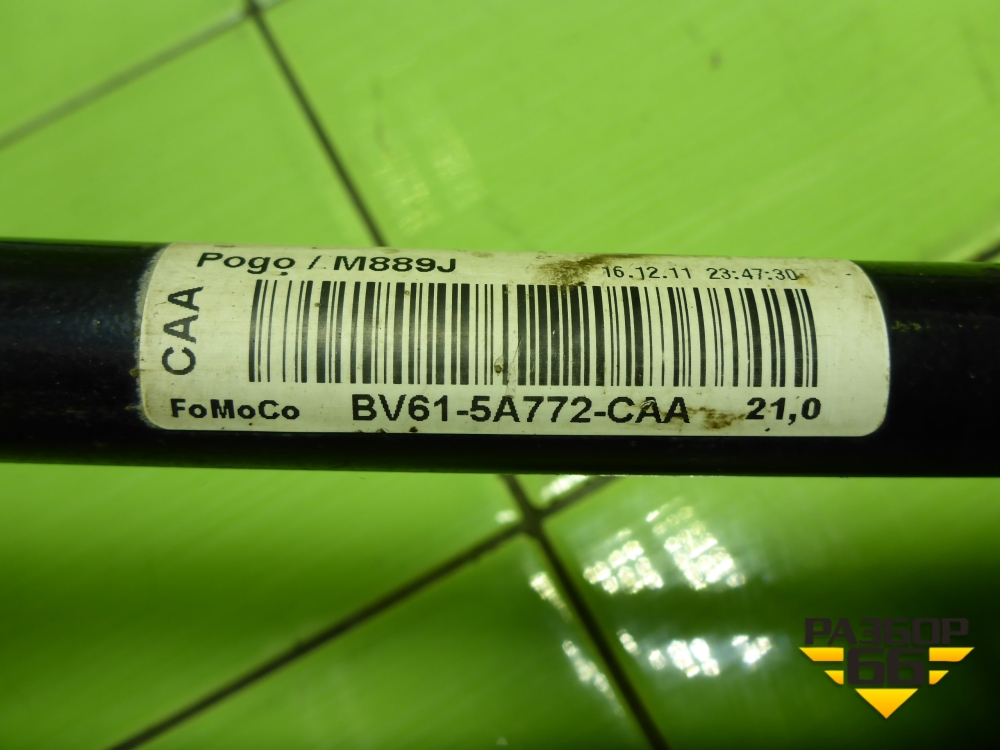 Pogo / M889J
16.12.11 23:47:30
CAA
FoMoCo
BV61-5A772-CAA
21,0
РАЗБОР
66